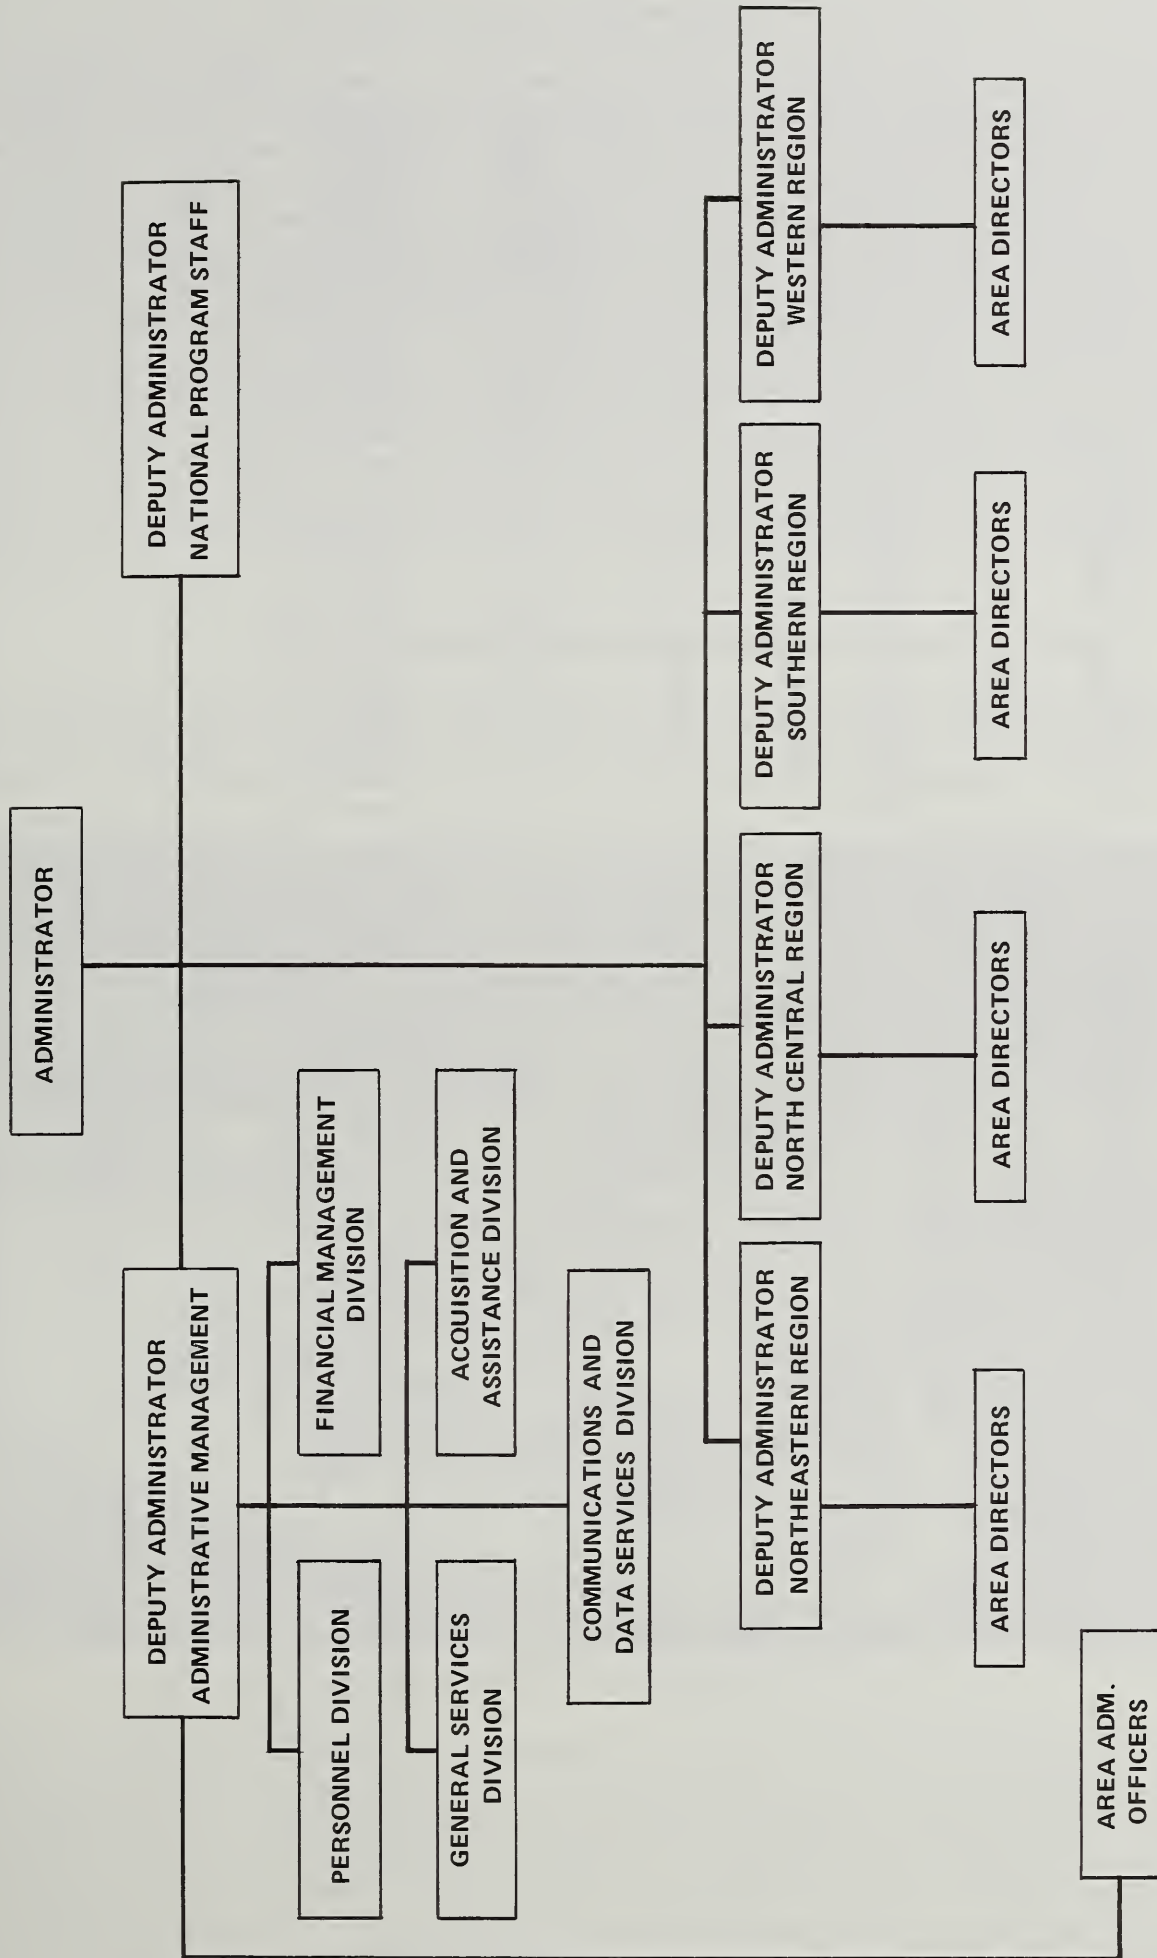 ADMINISTRATOR
DEPUTY ADMINISTRATOR
ADMINISTRATIVE MANAGEMENT
DEPUTY ADMINISTRATOR
NATIONAL PROGRAM STAFF
PERSONNEL DIVISION
FINANCIAL MANAGEMENT
DIVISION
GENERAL SERVICES
DIVISION
ACQUISITION AND
ASSISTANCE DIVISION
COMMUNICATIONS AND
DATA SERVICES DIVISION
DEPUTY ADMINISTRATOR
NORTHEASTERN REGION
DEPUTY ADMINISTRATOR
NORTH CENTRAL REGION
DEPUTY ADMINISTRATOR
SOUTHERN REGION
DEPUTY ADMINISTRATOR
WESTERN REGION
AREA DIRECTORS
AREA DIRECTORS
AREA DIRECTORS
AREA DIRECTORS
AREA ADM.
OFFICERS